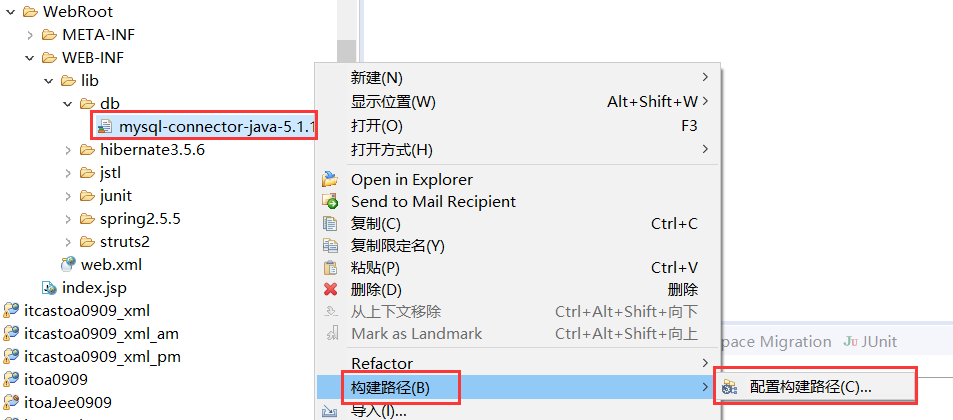 WebRoot
META-INF
WEB-INF
lib
db
mysql-connector-java-5.1.1
hibernate3.5.6
jstl
junit
spring2.5.5
struts2
web.xml
index.jsp
itcastoa0909_xml
itcastoa0909_xml_am
itcastoa0909_xml_pm
itoa0909
itoaJee0909
新建(N)
显示位置(W) Alt+Shift+W
打开(O) F3
打开方式(H)
Open in Explorer
Send to Mail Recipient
复制(C) Ctrl+C
复制限定名(Y)
粘贴(P) Ctrl+V
删除(D) 删除
从上下文移除 Ctrl+Alt+Shift+向下
Mark as Landmark Ctrl+Alt+Shift+向上
Refactor
构建路径(B)
导入(I)...
配置构建路径(C)...
pace Migration JUnit